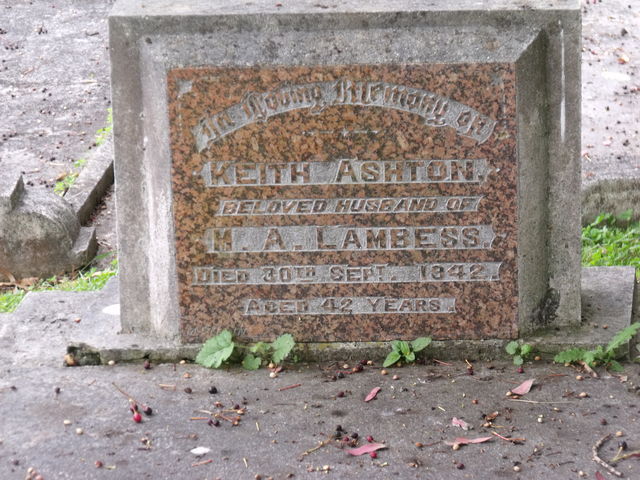 In Loving Memory of
KEITH ASHTON.
BELOVED HUSBAND OF
H. A. LAMBESS.
DIED 30TH SEPT. 1942.
AGED 42 YEARS.